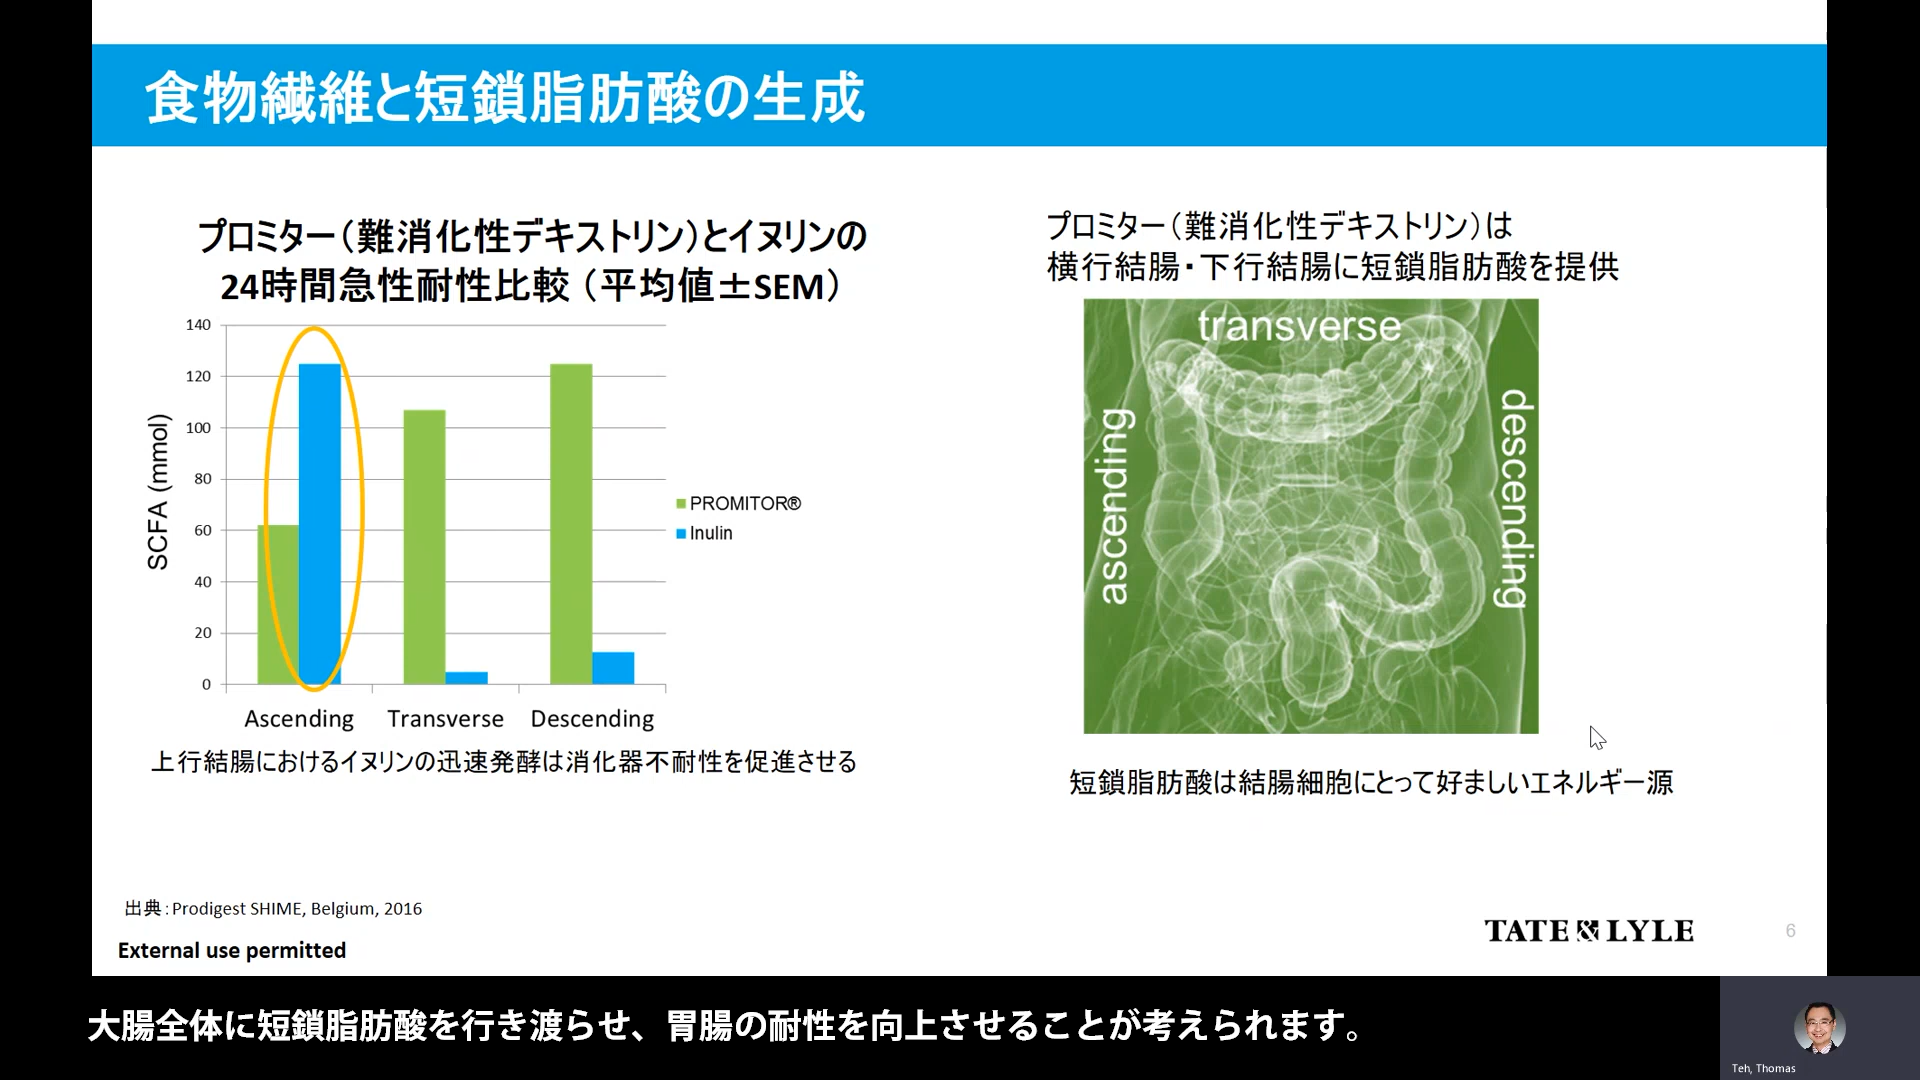 食物繊維と短鎖脂肪酸の生成
プロミター（難消化性デキストリン）とイヌリンの
24時間急性耐性比較（平均値±SEM）
140
120
100
80
60
40
20
0
SCFA (mmol)
PROMITOR®
Inulin
Ascending Transverse Descending
上行結腸におけるイヌリンの迅速発酵は消化器不耐性を促進させる
プロミター（難消化性デキストリン）は
横行結腸・下行結腸に短鎖脂肪酸を提供
transverse
ascending
descending
短鎖脂肪酸は結腸細胞にとって好ましいエネルギー源
出典：Prodigest SHIME, Belgium, 2016
External use permitted
TATE & LYLE
6
大腸全体に短鎖脂肪酸を行き渡らせ、胃腸の耐性を向上させることが考えられます。
Teh, Thomas